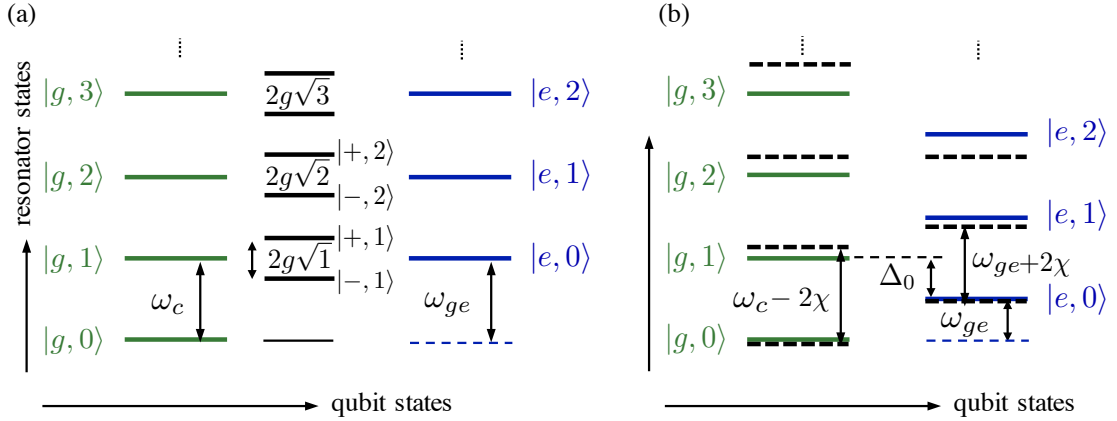 (a)
resonator states
|g, 3⟩
|g, 2⟩
|g, 1⟩
|g, 0⟩
ω_c
2g√3
2g√2
2g√1
|+, 2⟩
|−, 2⟩
|+, 1⟩
|−, 1⟩
|e, 2⟩
|e, 1⟩
|e, 0⟩
ω_ge
qubit states
(b)
|g, 3⟩
|g, 2⟩
|g, 1⟩
|g, 0⟩
ω_c − 2χ
Δ_0
|e, 2⟩
|e, 1⟩
ω_ge+2χ
|e, 0⟩
ω_ge
qubit states